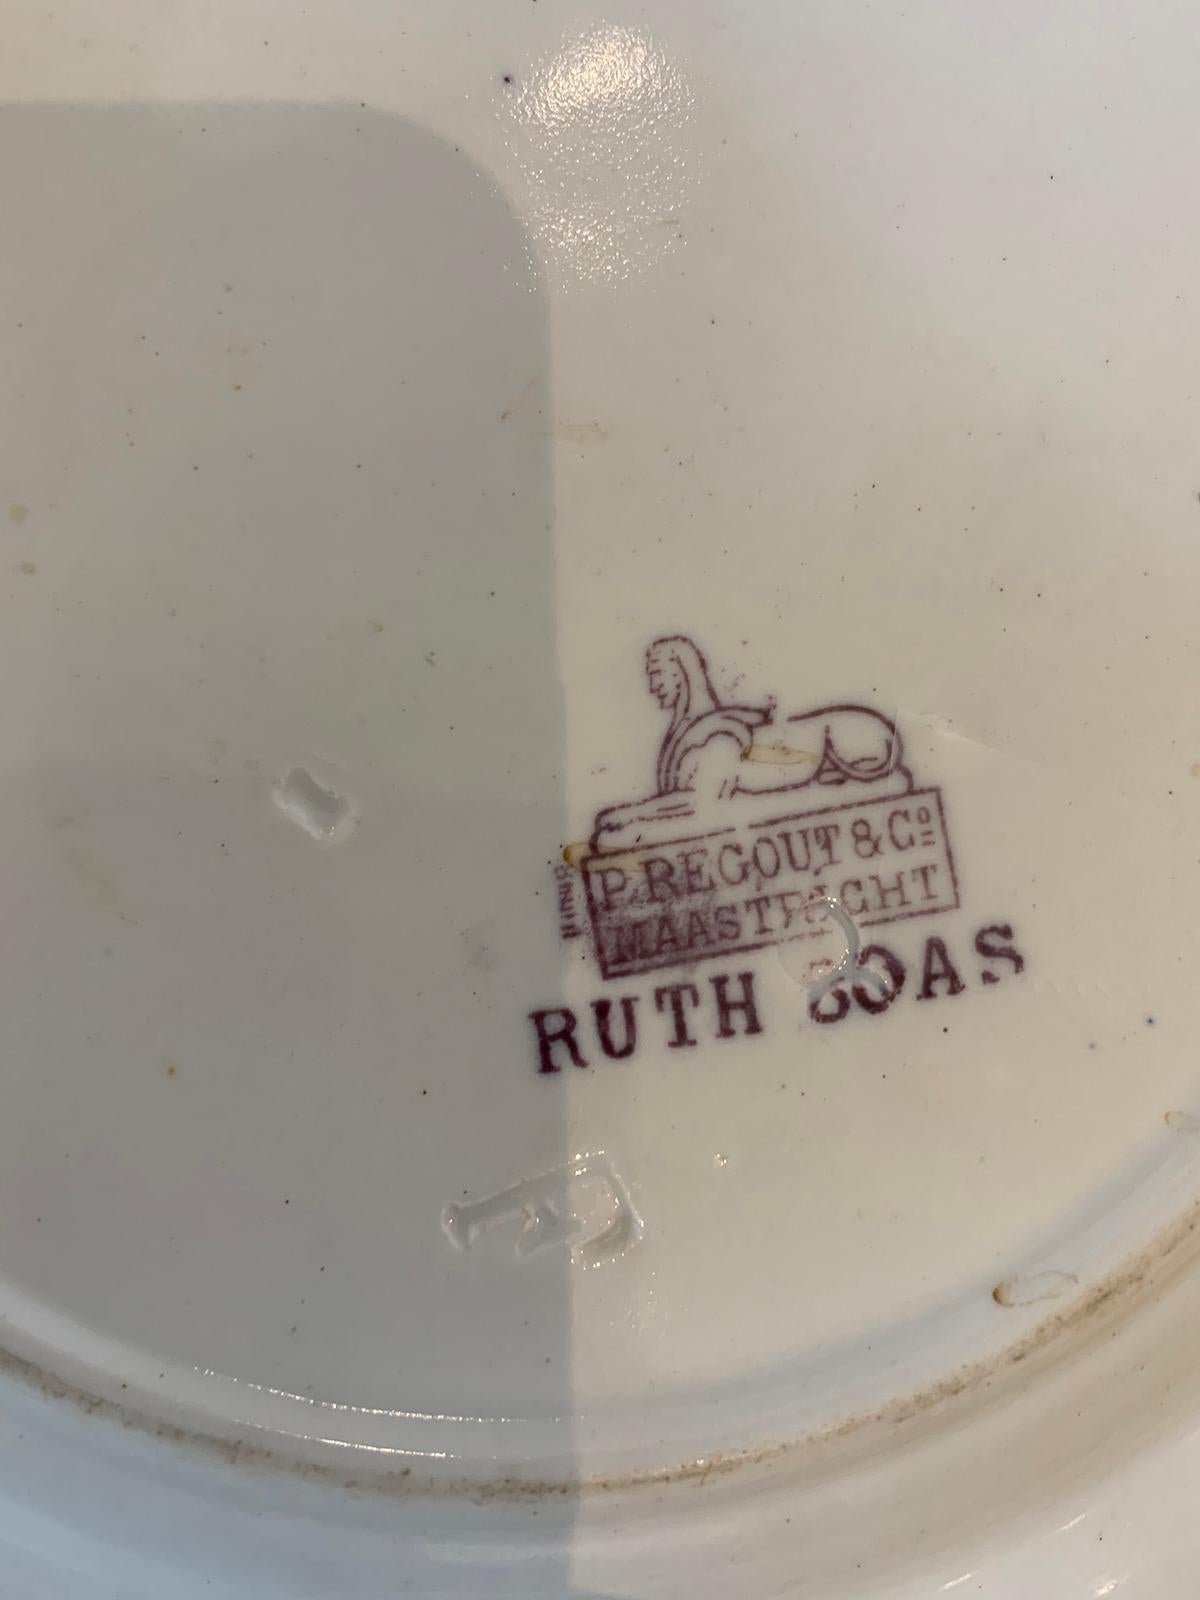 P. REGOUT & Cº
MAASTRICHT
RUTH BOAS